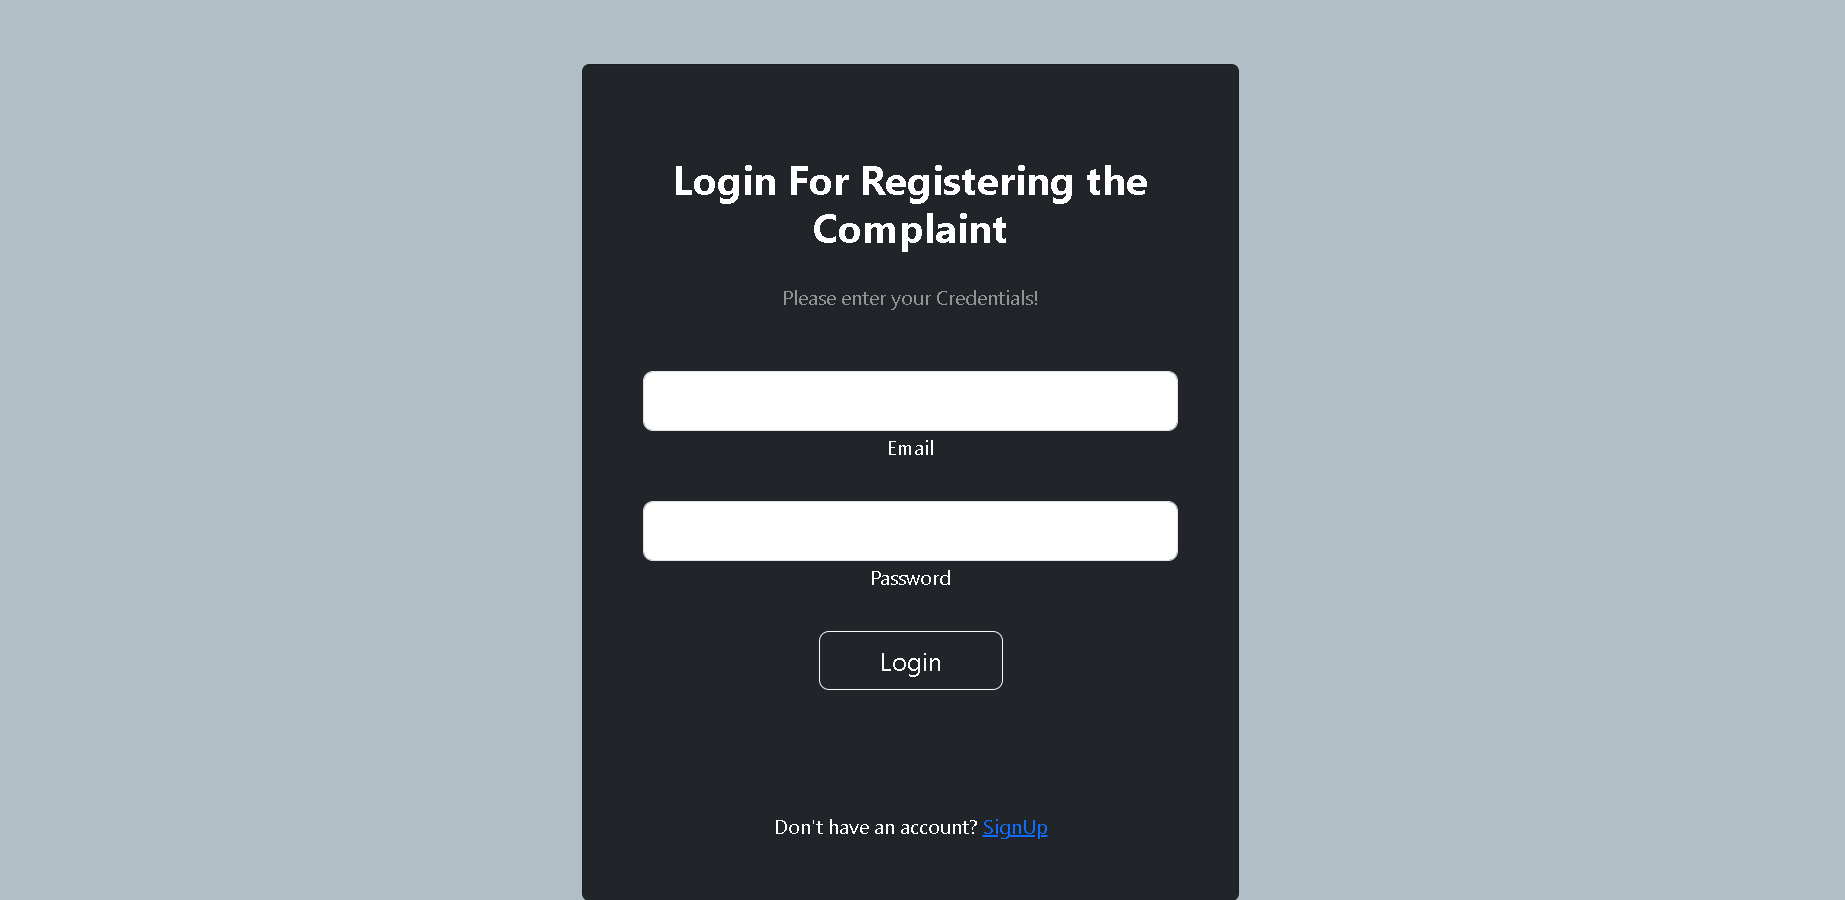 Login For Registering the
Complaint
Please enter your Credentials!
Email
Password
Login
Don't have an account? SignUp